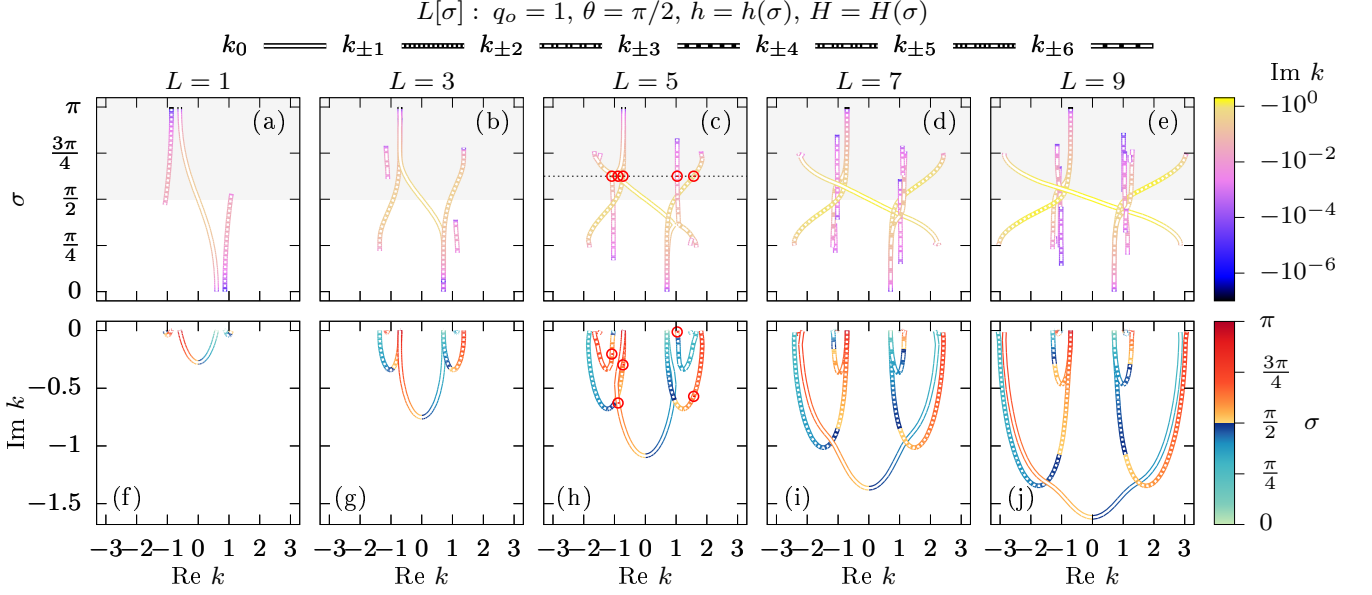 L[σ] : q_o = 1, θ = π/2, h = h(σ), H = H(σ)
k_0 k_{±1} k_{±2} k_{±3} k_{±4} k_{±5} k_{±6}
L = 1 L = 3 L = 5 L = 7 L = 9 Im k
π (a) (b) (c) (d) (e) −10^0
3π/4 −10^{−2}
σ π/2
π/4 −10^{−4}
0 −10^{−6}
0 π
−0.5 3π/4
Im k −1 π/2 σ
π/4
−1.5 (f) (g) (h) (i) (j) 0
−3 −2 −1 0 1 2 3 −3 −2 −1 0 1 2 3 −3 −2 −1 0 1 2 3 −3 −2 −1 0 1 2 3 −3 −2 −1 0 1 2 3
Re k Re k Re k Re k Re k